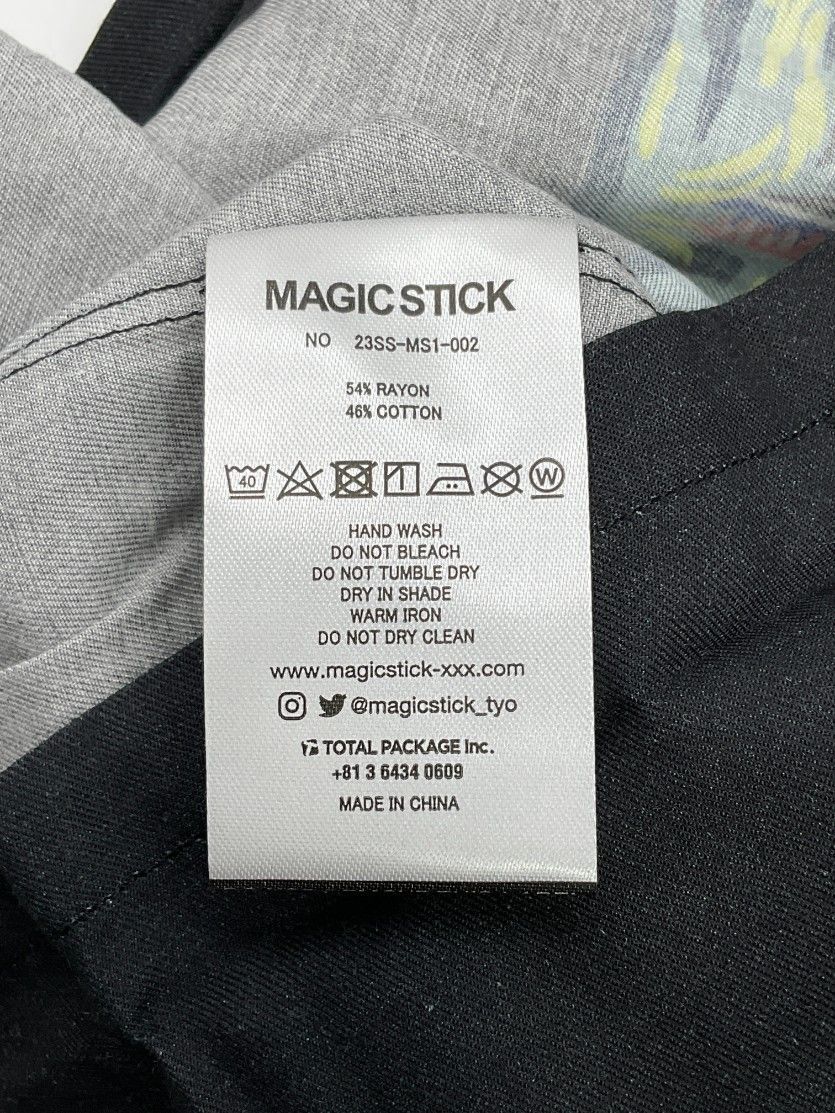 MAGIC STICK
NO 23SS-MS1-002
54% RAYON
46% COTTON
40 W
HAND WASH
DO NOT BLEACH
DO NOT TUMBLE DRY
DRY IN SHADE
WARM IRON
DO NOT DRY CLEAN
www.magicstick-xxx.com
@magicstick_tyo
TOTAL PACKAGE Inc.
+81 3 6434 0609
MADE IN CHINA